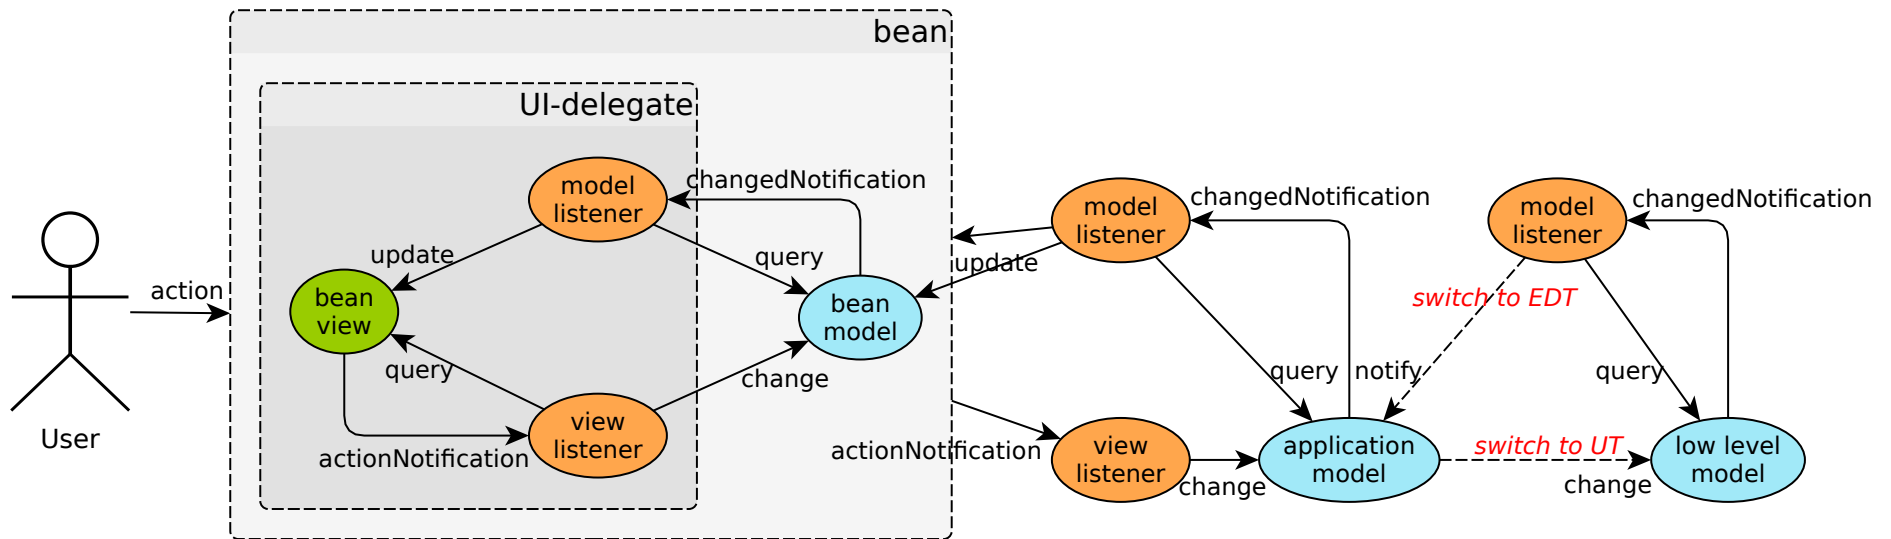 bean
UI-delegate
model
listener
changedNotification
update
query
bean
view
bean
model
query
change
view
listener
actionNotification
action
User
model
listener
changedNotification
update
query
notify
actionNotification
view
listener
change
application
model
model
listener
changedNotification
switch to EDT
query
switch to UT
change
low level
model